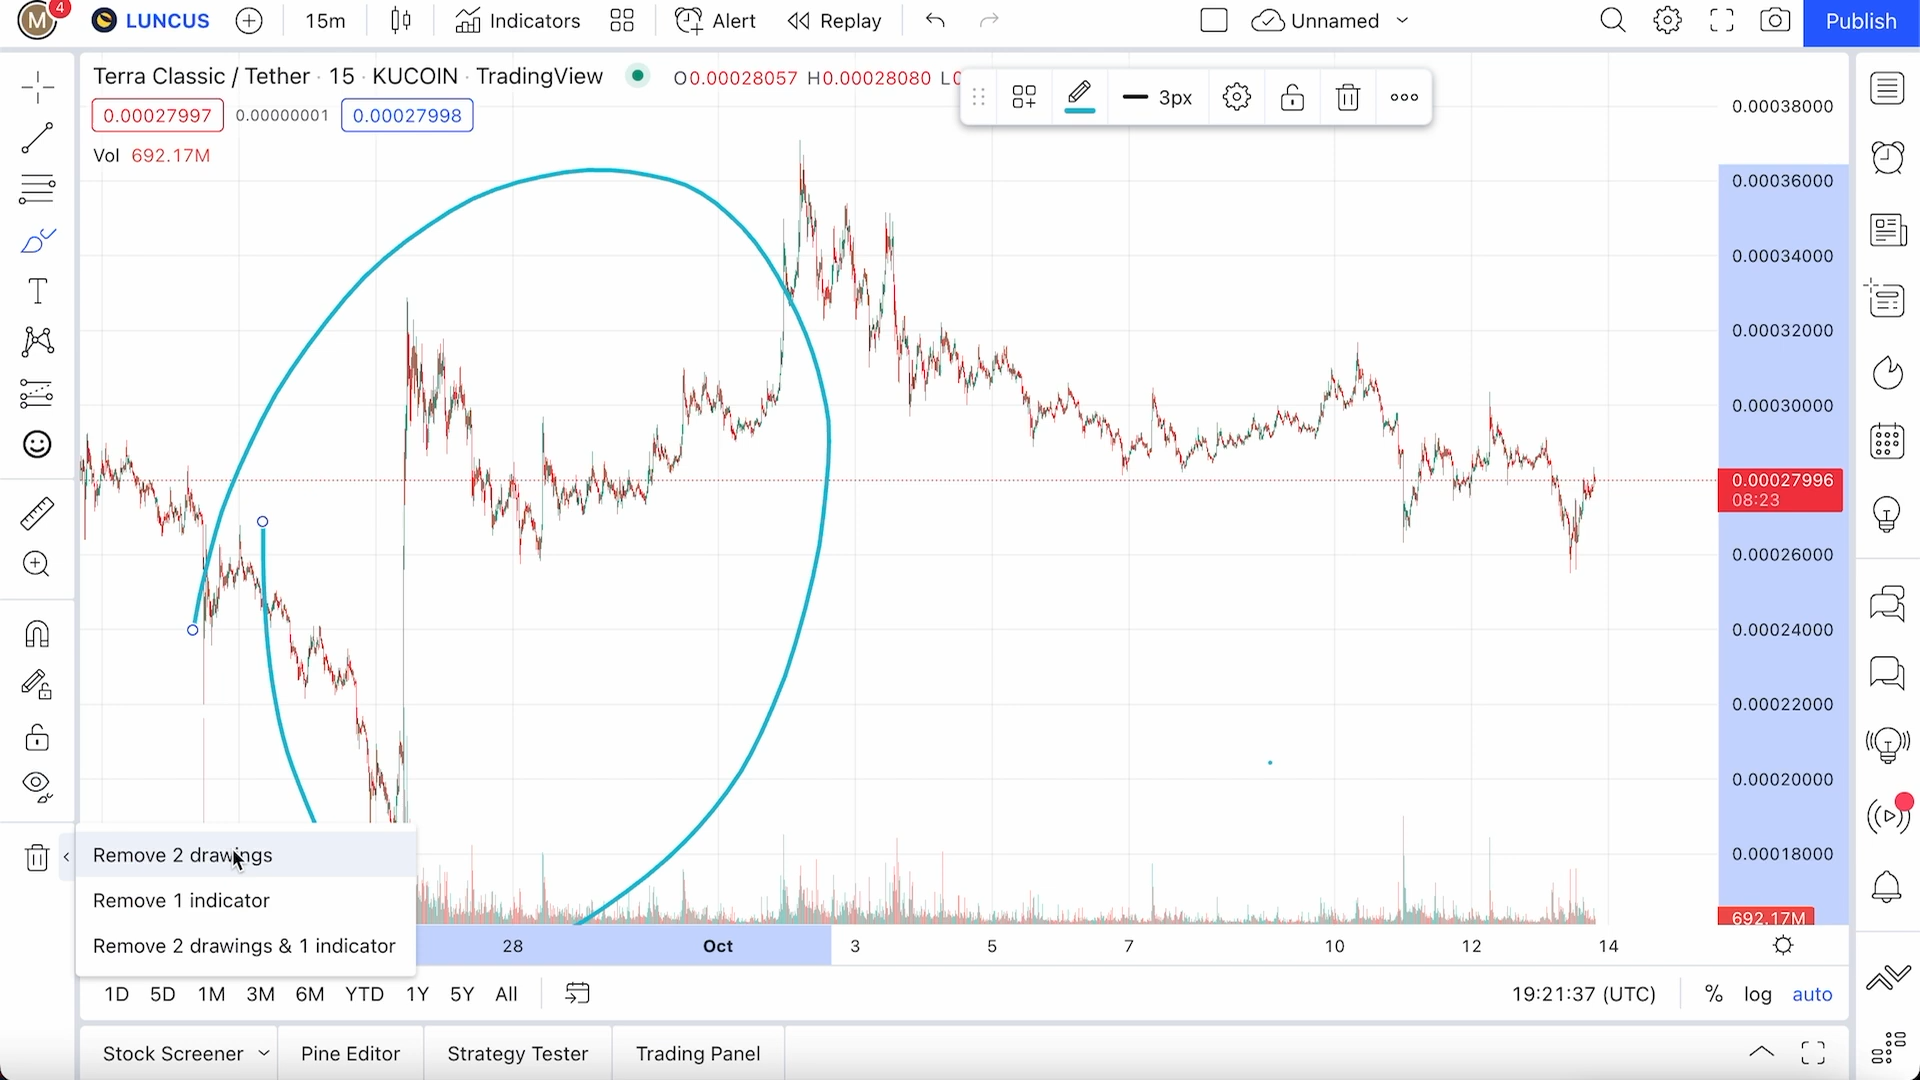 M 4 LUNCUS 15m Indicators Alert Replay Unnamed Publish
Terra Classic / Tether · 15 · KUCOIN · TradingView O0.00028057 H0.00028080 L0
3px
0.00027997 0.00000001 0.00027998
Vol 692.17M
0.00038000
0.00036000
0.00034000
0.00032000
0.00030000
0.00027996
08:23
0.00026000
0.00024000
0.00022000
0.00020000
0.00018000
692.17M
Remove 2 drawings
Remove 1 indicator
Remove 2 drawings & 1 indicator
28 Oct 3 5 7 10 12 14
1D 5D 1M 3M 6M YTD 1Y 5Y All 19:21:37 (UTC) % log auto
Stock Screener Pine Editor Strategy Tester Trading Panel